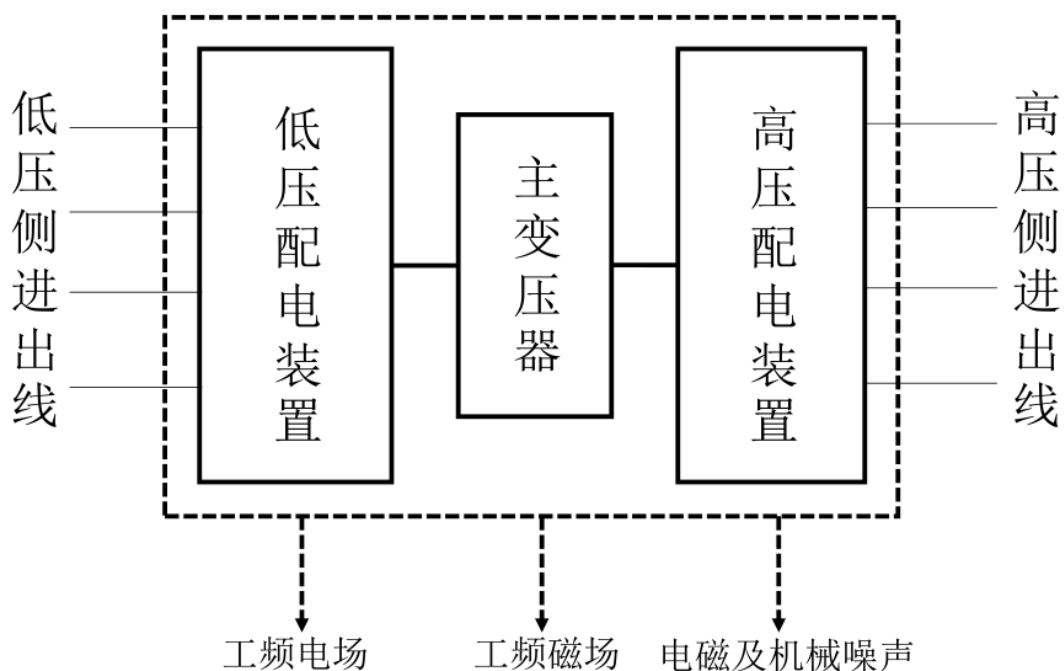 低压侧进出线
低压配电装置
主变压器
高压配电装置
高压侧进出线
工频电场
工频磁场
电磁及机械噪声